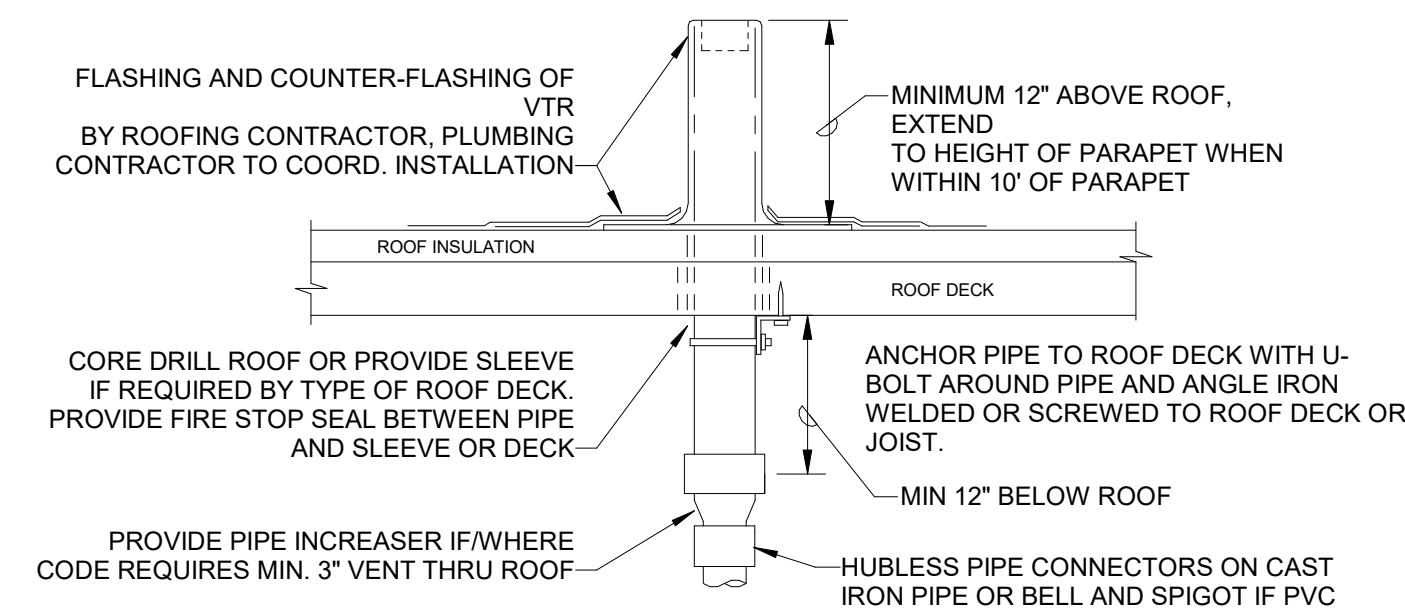 FLASHING AND COUNTER-FLASHING OF
VTR
BY ROOFING CONTRACTOR, PLUMBING
CONTRACTOR TO COORD. INSTALLATION
MINIMUM 12" ABOVE ROOF,
EXTEND
TO HEIGHT OF PARAPET WHEN
WITHIN 10' OF PARAPET
ROOF INSULATION
ROOF DECK
CORE DRILL ROOF OR PROVIDE SLEEVE
IF REQUIRED BY TYPE OF ROOF DECK.
PROVIDE FIRE STOP SEAL BETWEEN PIPE
AND SLEEVE OR DECK
ANCHOR PIPE TO ROOF DECK WITH U-
BOLT AROUND PIPE AND ANGLE IRON
WELDED OR SCREWED TO ROOF DECK OR
JOIST.
MIN 12" BELOW ROOF
PROVIDE PIPE INCREASER IF/WHERE
CODE REQUIRES MIN. 3" VENT THRU ROOF
HUBLESS PIPE CONNECTORS ON CAST
IRON PIPE OR BELL AND SPIGOT IF PVC